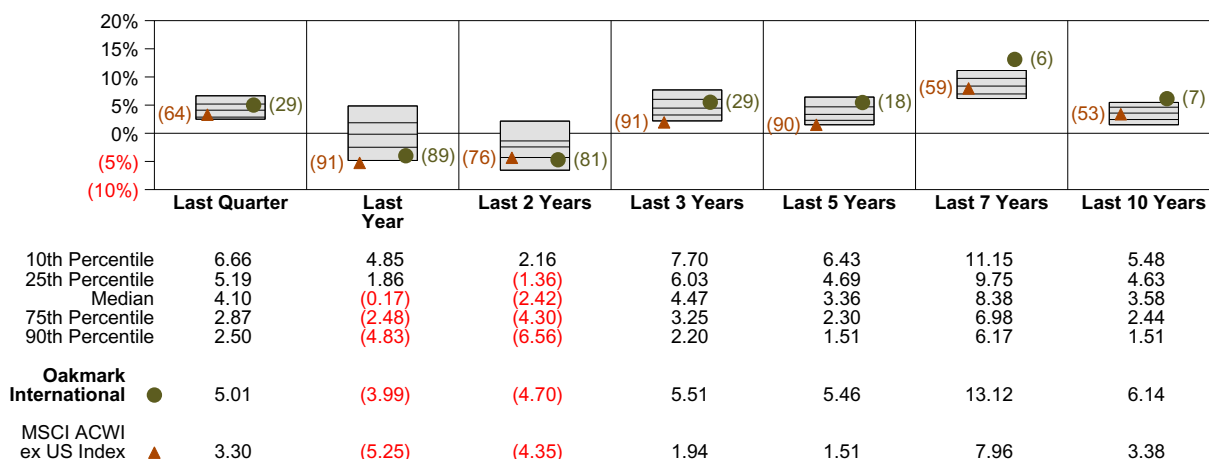 20%
15%
10%
5%
0%
(5%)
(10%)
(64) (29)
(91) (89)
(76) (81)
(91) (29)
(90) (18)
(59) (6)
(53) (7)
Last Quarter Last Year Last 2 Years Last 3 Years Last 5 Years Last 7 Years Last 10 Years
10th Percentile 6.66 4.85 2.16 7.70 6.43 11.15 5.48
25th Percentile 5.19 1.86 (1.36) 6.03 4.69 9.75 4.63
Median 4.10 (0.17) (2.42) 4.47 3.36 8.38 3.58
75th Percentile 2.87 (2.48) (4.30) 3.25 2.30 6.98 2.44
90th Percentile 2.50 (4.83) (6.56) 2.20 1.51 6.17 1.51
Oakmark
International 5.01 (3.99) (4.70) 5.51 5.46 13.12 6.14
MSCI ACWI
ex US Index 3.30 (5.25) (4.35) 1.94 1.51 7.96 3.38